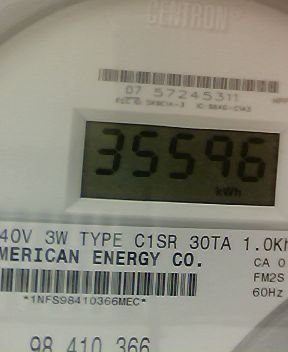 CENTRON®
07 57245311
35596
kWh
40V 3W TYPE C1SR 30TA 1.0Kh
MERICAN ENERGY CO.
CA 0
FM2S
*1NFS98410366MEC*
60Hz
98 410 366